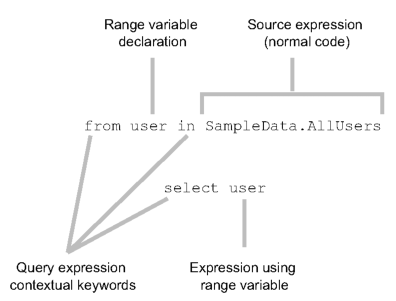 Range variable
declaration
Source expression
(normal code)
from user in SampleData.AllUsers
select user
Query expression
contextual keywords
Expression using
range variable